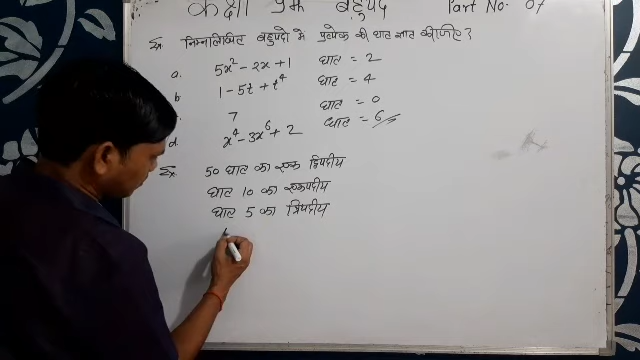 कक्षा 9th बहुपद Part No. 07
Ex. निम्नलिखित बहुपदो मे प्रत्येक की घात ज्ञात कीजिए?
a. 5x² - 2x + 1 घात = 2
b 1 - 5t + t⁴ घात = 4
7 घात = 0
d. x⁴ - 3x⁶ + 2 घात = 6
Ex. 50 घात का एक द्विपदीय
घात 10 का एकपदीय
घात 5 का त्रिपदीय